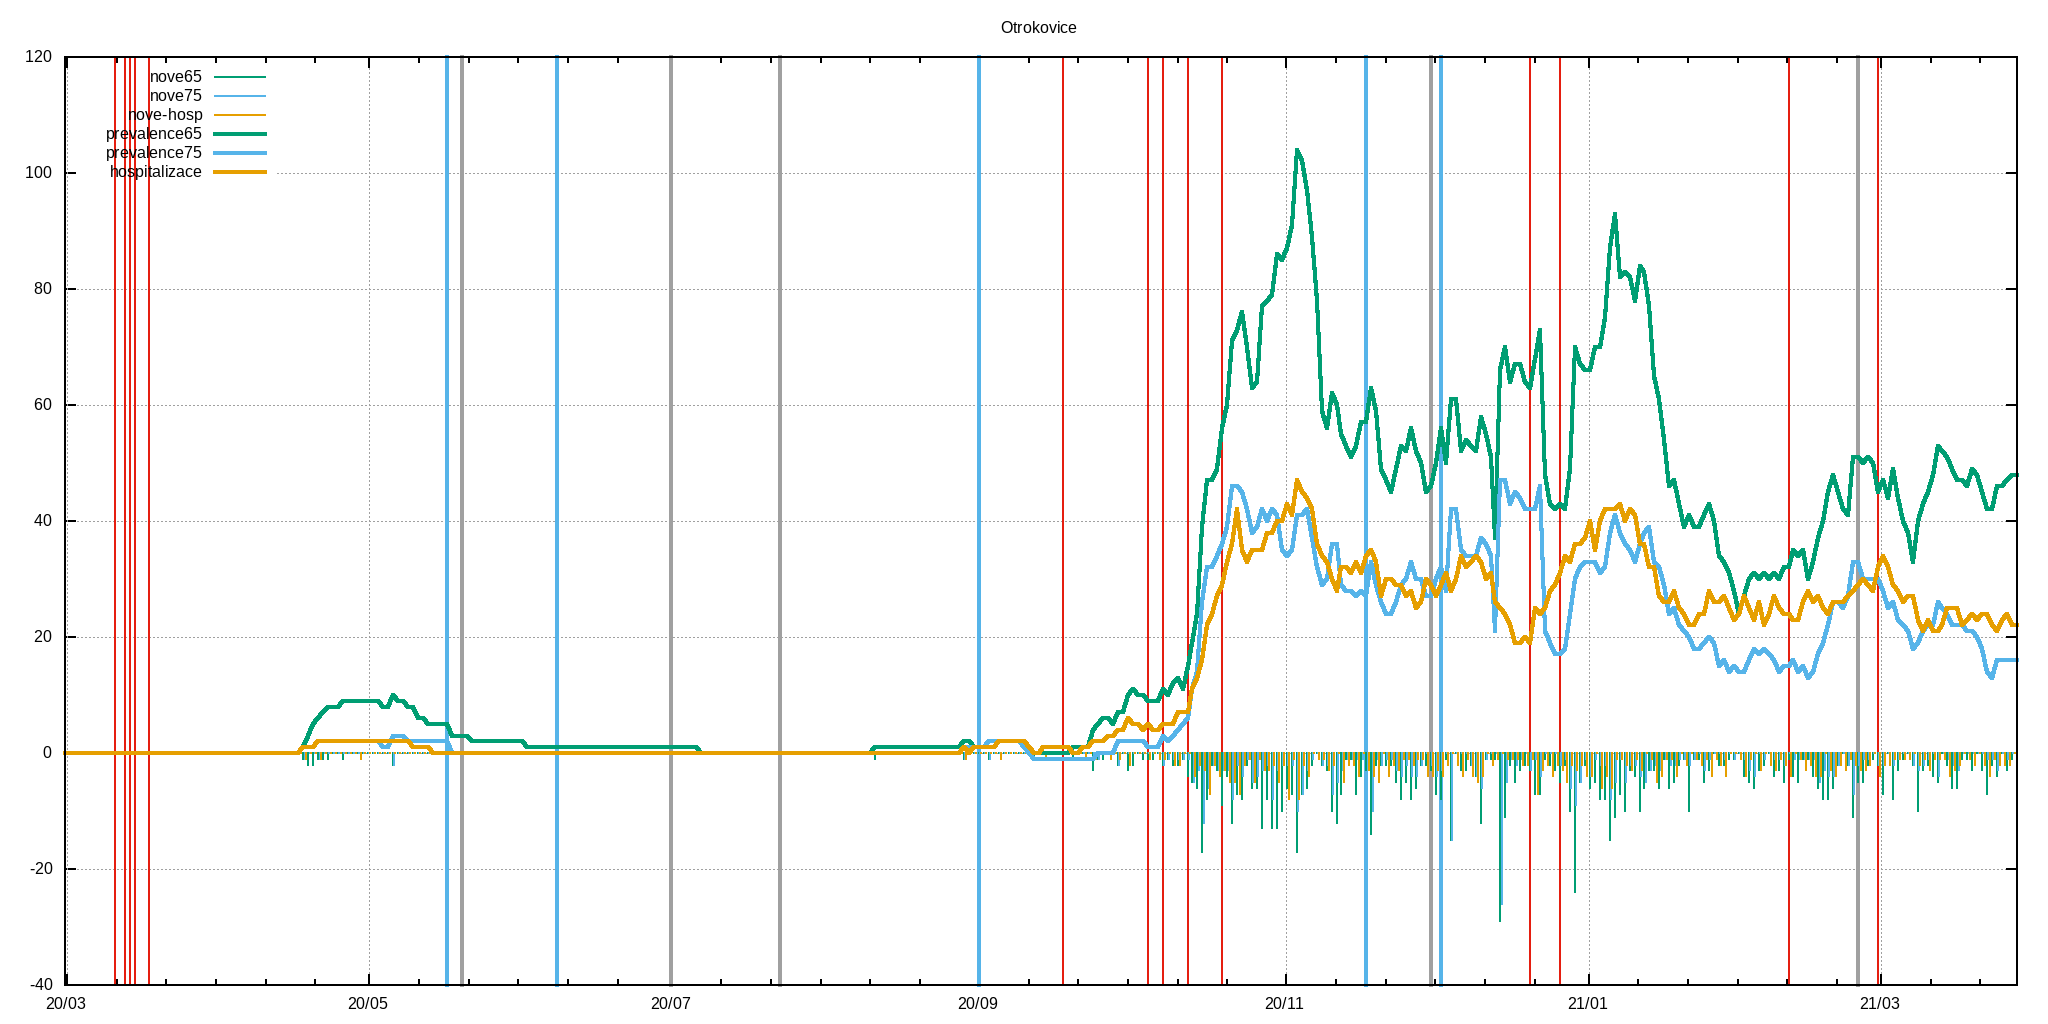 Otrokovice
120
100
80
60
40
20
0
-20
-40
nove65
nove75
nove-hosp
prevalence65
prevalence75
hospitalizace
20/03 20/05 20/07 20/09 20/11 21/01 21/03